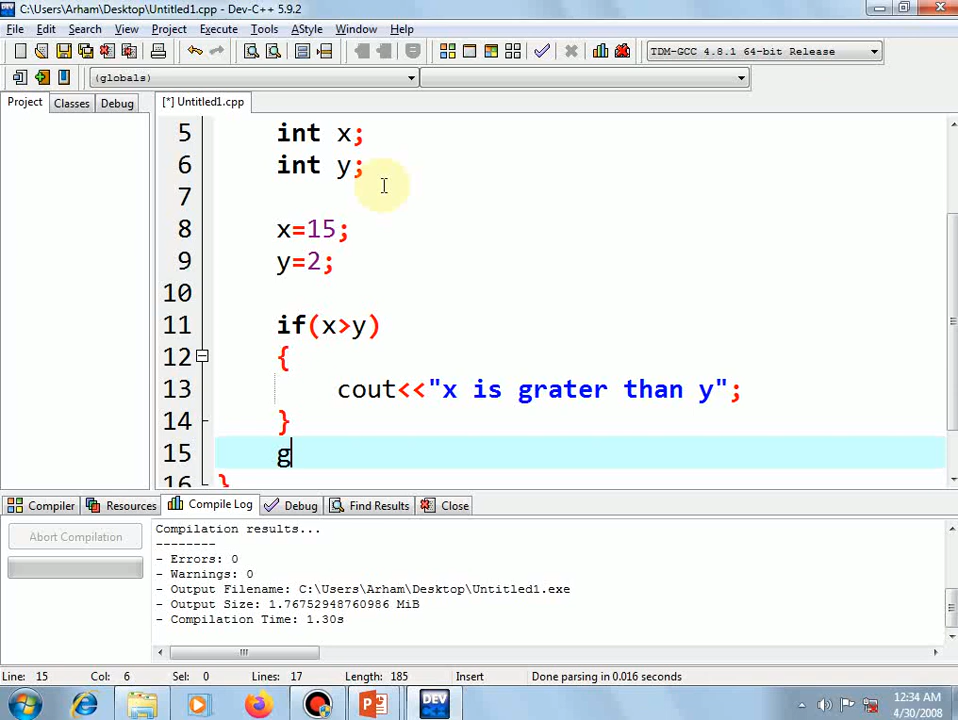 C:\Users\Arham\Desktop\Untitled1.cpp - Dev-C++ 5.9.2
File Edit Search View Project Execute Tools AStyle Window Help
TDM-GCC 4.8.1 64-bit Release
(globals)
Project Classes Debug [*] Untitled1.cpp
5 int x;
6 int y;
7
8 x=15;
9 y=2;
10
11 if(x>y)
12 {
13 cout<<"x is grater than y";
14 }
15 g
16 }
Compiler Resources Compile Log Debug Find Results Close
Abort Compilation
Compilation results...
--------
- Errors: 0
- Warnings: 0
- Output Filename: C:\Users\Arham\Desktop\Untitled1.exe
- Output Size: 1.76752948760986 MiB
- Compilation Time: 1.30s
Line: 15 Col: 6 Sel: 0 Lines: 17 Length: 185 Insert Done parsing in 0.016 seconds
DEV
12:34 AM
4/30/2008